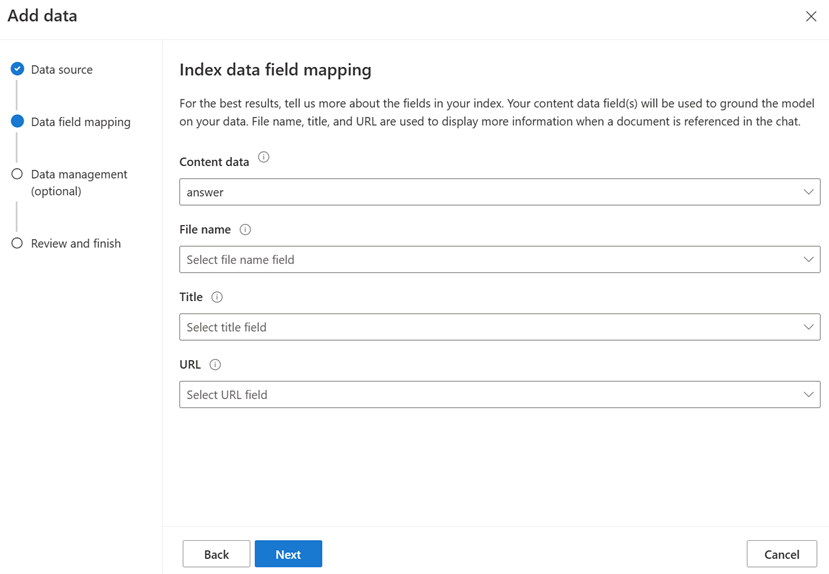 Add data
Data source
Data field mapping
Data management
(optional)
Review and finish
Index data field mapping
For the best results, tell us more about the fields in your index. Your content data field(s) will be used to ground the model
on your data. File name, title, and URL are used to display more information when a document is referenced in the chat.
Content data
answer
File name
Select file name field
Title
Select title field
URL
Select URL field
Back
Next
Cancel